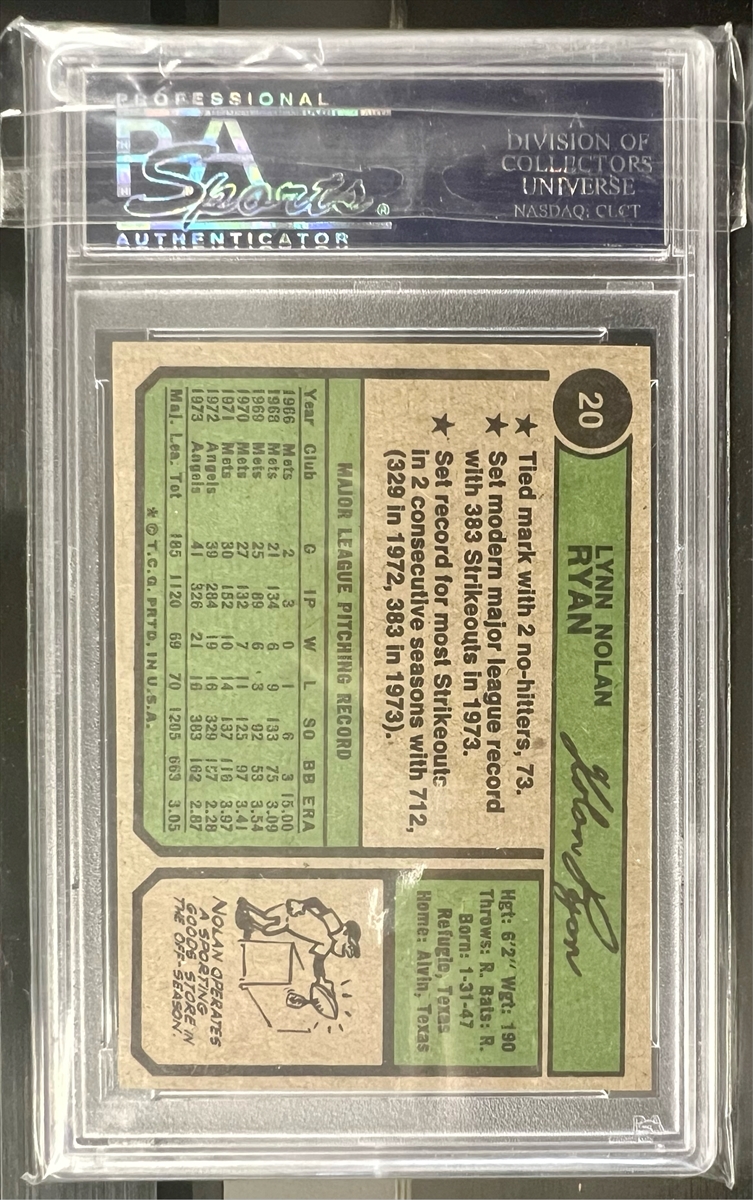 PROFESSIONAL
PSA
Sports®
AUTHENTICATOR
A
DIVISION OF
COLLECTORS
UNIVERSE
NASDAQ: CLCT
20
LYNN NOLAN
RYAN
Nolan Ryan
★ Tied mark with 2 no-hitters, 73.
★ Set modern major league record
with 383 Strikeouts in 1973.
★ Set record for most Strikeouts
in 2 consecutive seasons with 712,
(329 in 1972, 383 in 1973).
Hgt: 6'2" Wgt: 190
Throws: R. Bats: R.
Born: 1-31-47
Refugio, Texas
Home: Alvin, Texas
MAJOR LEAGUE PITCHING RECORD
Year Club G IP W L SO BB ERA
1966 Mets 2 3 0 1 6 3 15.00
1968 Mets 21 134 6 9 133 75 3.09
1969 Mets 25 89 6 3 92 53 3.54
1970 Mets 27 132 7 11 125 97 3.41
1971 Mets 30 152 10 14 137 116 3.97
1972 Angels 39 284 19 16 329 157 2.28
1973 Angels 41 326 21 16 383 162 2.87
Maj. Lea. Tot 185 1120 69 70 1205 663 3.05
* © T.C.G. PRTD. IN U.S.A.
NOLAN OPERATES
A SPORTING
GOODS STORE IN
THE OFF-SEASON.